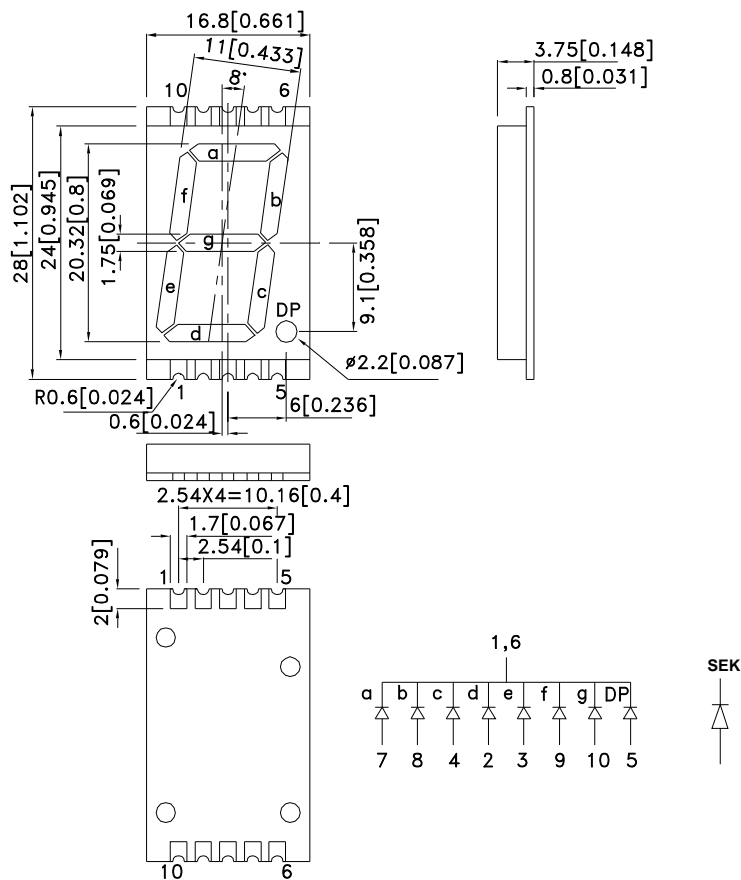 16.8[0.661]
11[0.433]
8°
10
6
a
f
b
g
e
c
d
DP
28[1.102]
24[0.945]
20.32[0.8]
1.75[0.069]
9.1[0.358]
ø2.2[0.087]
R0.6[0.024]
1
5
6[0.236]
0.6[0.024]
3.75[0.148]
0.8[0.031]
2.54X4=10.16[0.4]
1.7[0.067]
2.54[0.1]
1
5
2[0.079]
10
6
1,6
a b c d e f g DP
7 8 4 2 3 9 10 5
SEK